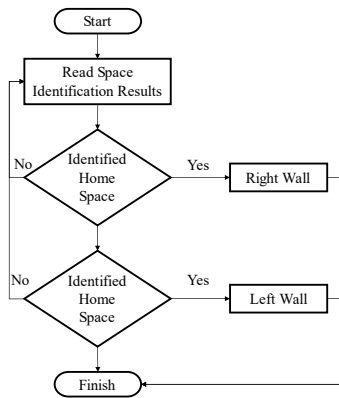 Start
Read Space
Identification Results
No
Identified
Home
Space
Yes
Right Wall
No
Identified
Home
Space
Yes
Left Wall
Finish